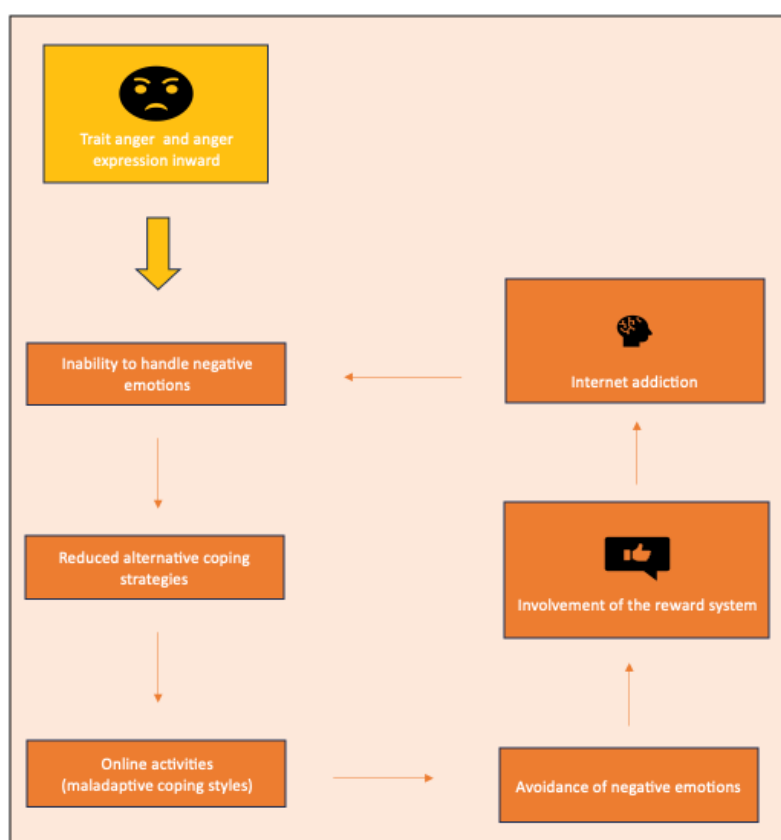 Trait anger and anger
expression inward
Inability to handle negative
emotions
Reduced alternative coping
strategies
Online activities
(maladaptive coping styles)
Avoidance of negative emotions
Involvement of the reward system
Internet addiction